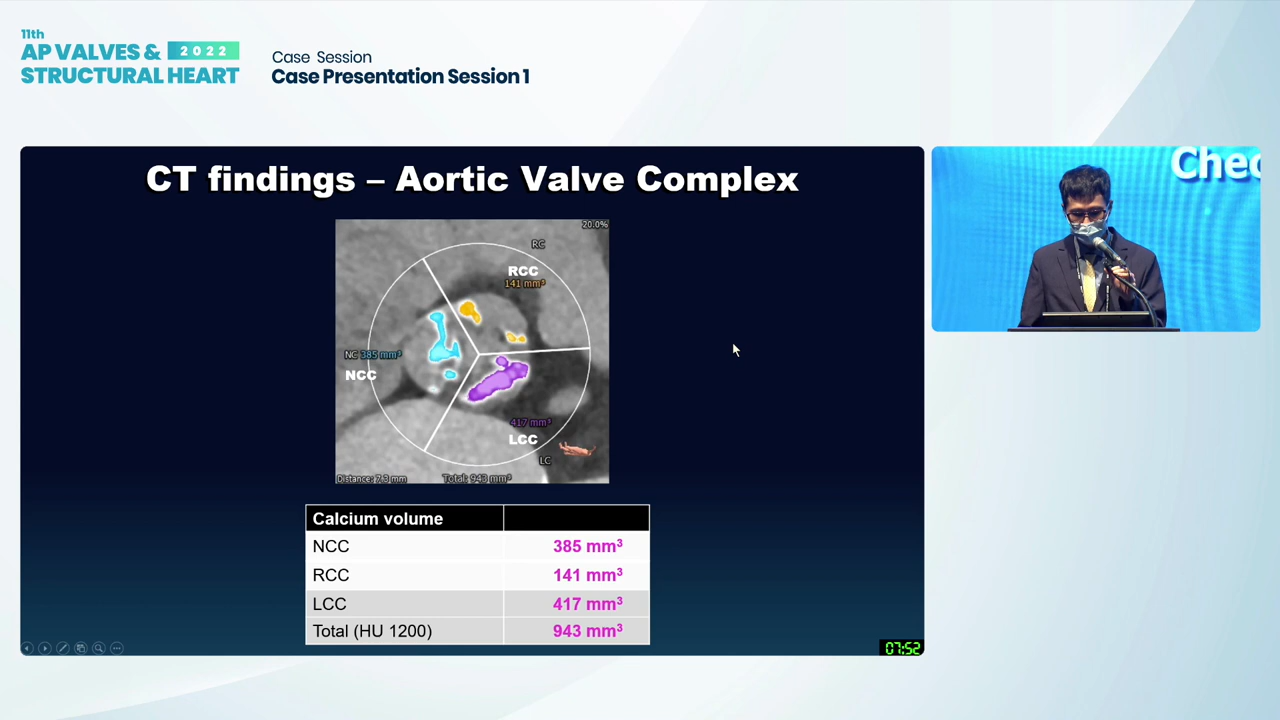 11th
AP VALVES & 2022
STRUCTURAL HEART
Case Session
Case Presentation Session 1
CT findings – Aortic Valve Complex
20.0%
RC
RCC
141 mm³
NC 385 mm³
NCC
417 mm³
LCC
LC
Distance: 7.3 mm
Total: 943 mm³
Calcium volume
NCC 385 mm³
RCC 141 mm³
LCC 417 mm³
Total (HU 1200) 943 mm³
07:52
Chec